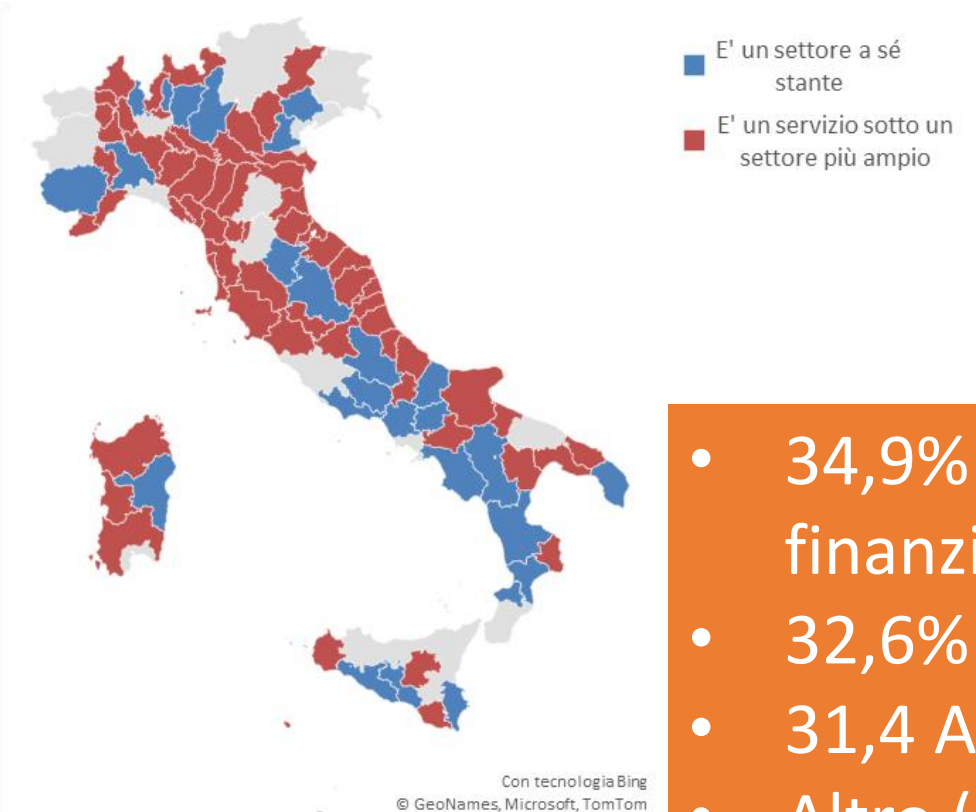 E' un settore a sé
stante
E' un servizio sotto un
settore più ampio
• 34,9%
finanzi
• 32,6%
• 31,4 A
• Altro (
Con tecnologia Bing
© GeoNames, Microsoft, TomTom